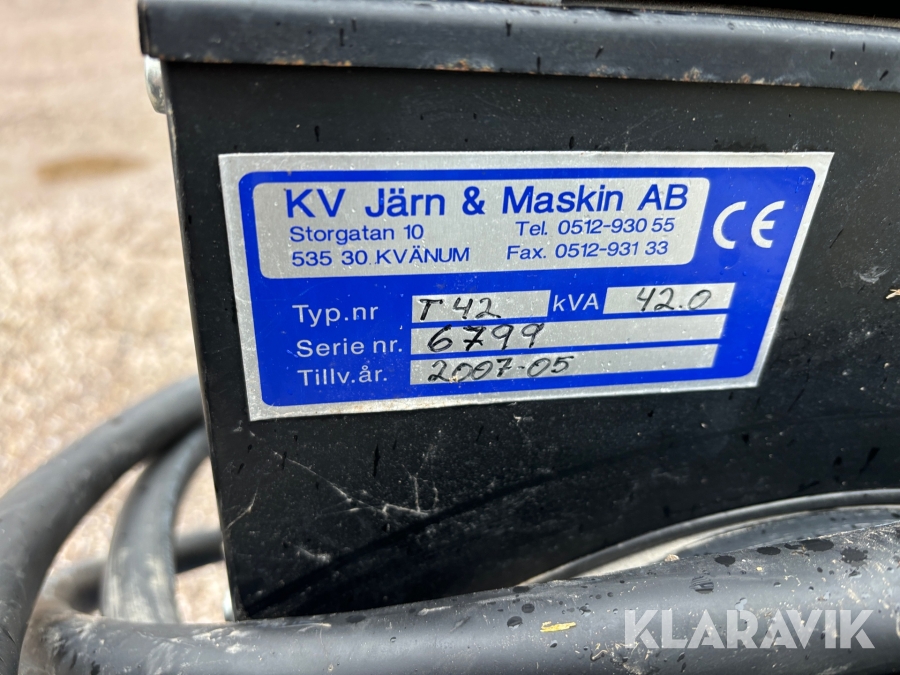 KV Järn & Maskin AB
Storgatan 10 Tel. 0512-930 55
535 30 KVÄNUM Fax. 0512-931 33
CE
Typ.nr T 42 kVA 42.0
Serie nr. 6799
Tillv.år. 2007-05
KLARAVIK